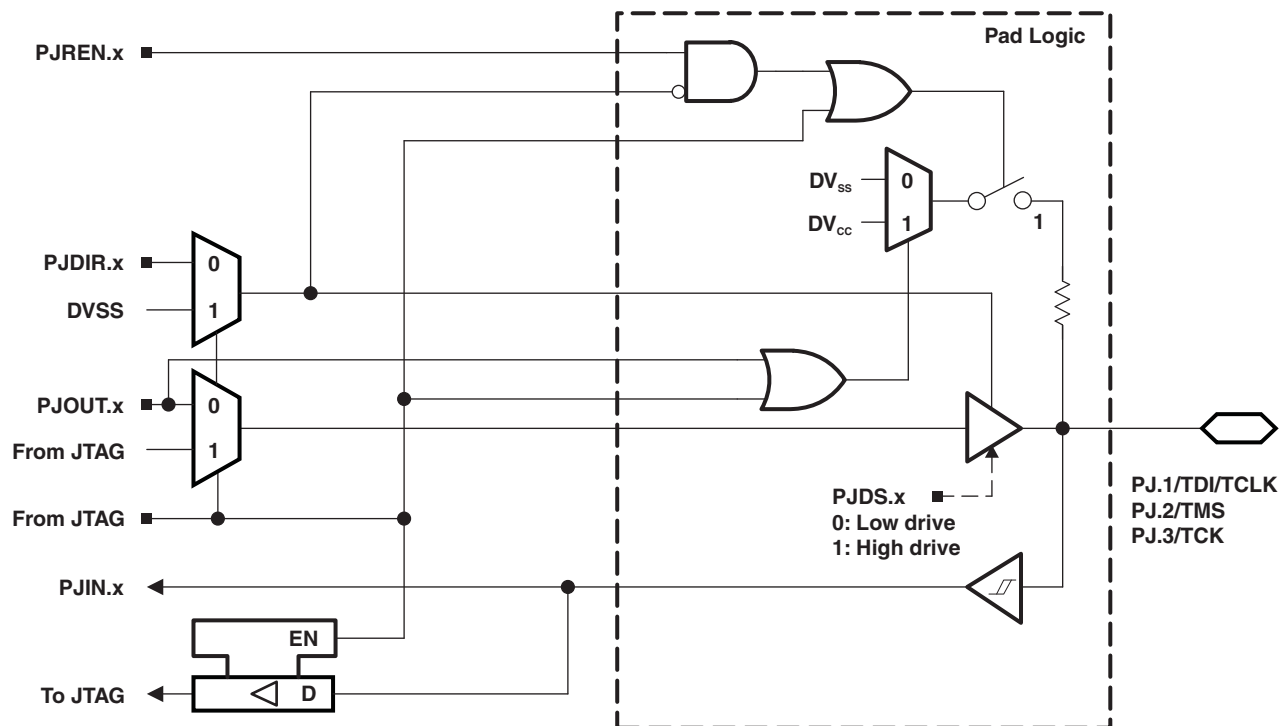 Pad Logic
PJREN.x
DVss
0
DVcc
1
1
PJDIR.x
0
DVSS
1
PJOUT.x
0
From JTAG
1
PJDS.x
0: Low drive
1: High drive
PJ.1/TDI/TCLK
PJ.2/TMS
PJ.3/TCK
From JTAG
PJIN.x
EN
To JTAG
D